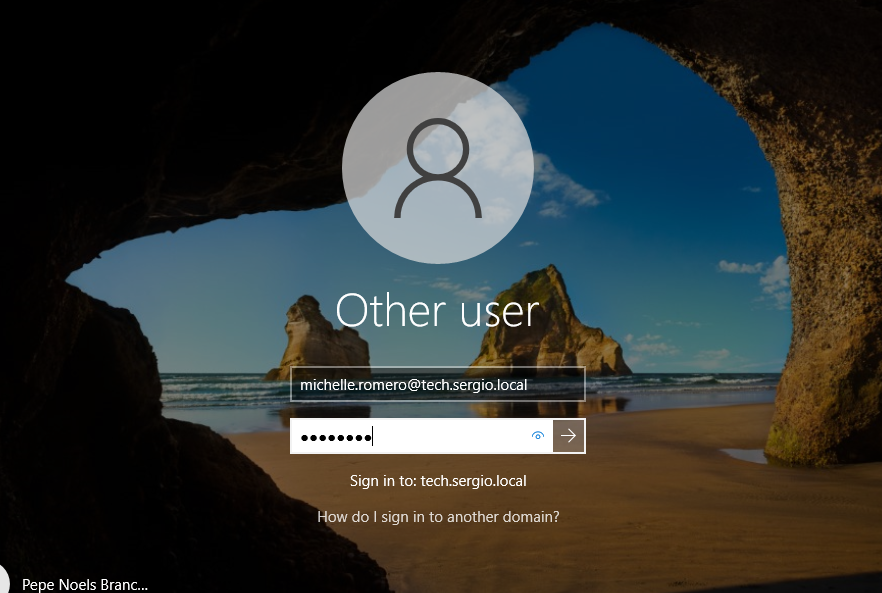 Other user
michelle.romero@tech.sergio.local
●●●●●●●●
Sign in to: tech.sergio.local
How do I sign in to another domain?
Pepe Noels Branc...